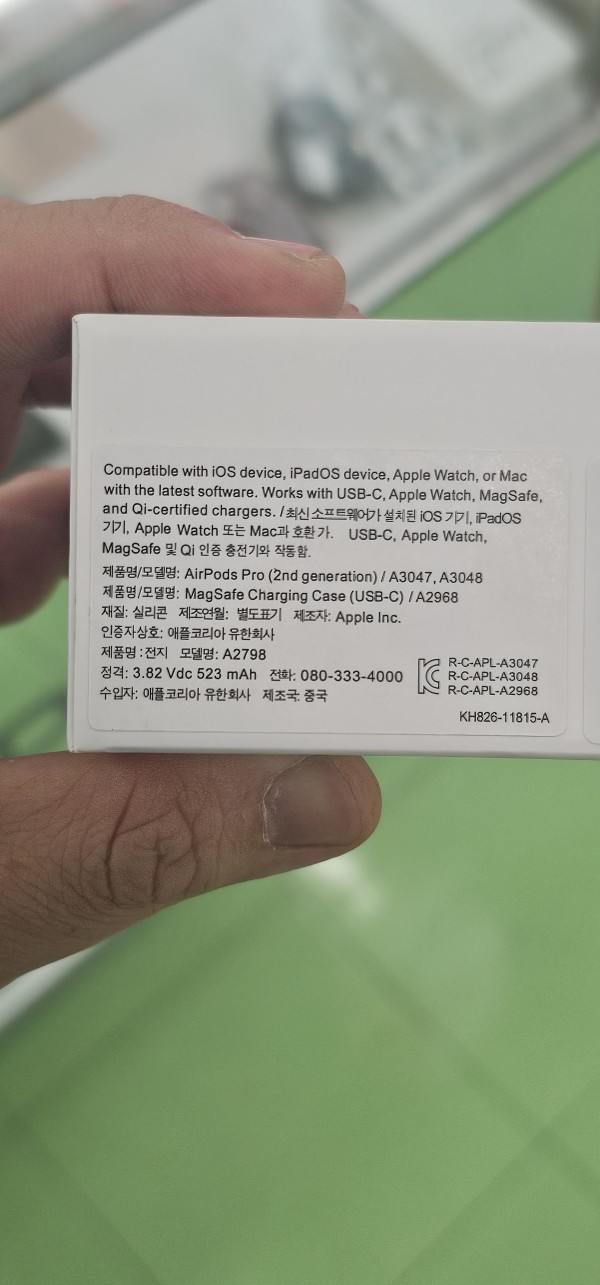 Compatible with iOS device, iPadOS device, Apple Watch, or Mac
with the latest software. Works with USB-C, Apple Watch, MagSafe,
and Qi-certified chargers. / 최신 소프트웨어가 설치된 iOS 기기, iPadOS
기기, Apple Watch 또는 Mac과 호환 가. USB-C, Apple Watch,
MagSafe 및 Qi 인증 충전기와 작동함.
제품명/모델명: AirPods Pro (2nd generation) / A3047, A3048
제품명/모델명: MagSafe Charging Case (USB-C) / A2968
재질: 실리콘 제조연월: 별도표기 제조자: Apple Inc.
인증자상호: 애플코리아 유한회사
제품명 : 전지 모델명: A2798
정격: 3.82 Vdc 523 mAh 전화: 080-333-4000
수입자: 애플코리아 유한회사 제조국: 중국
R-C-APL-A3047
R-C-APL-A3048
R-C-APL-A2968
KH826-11815-A